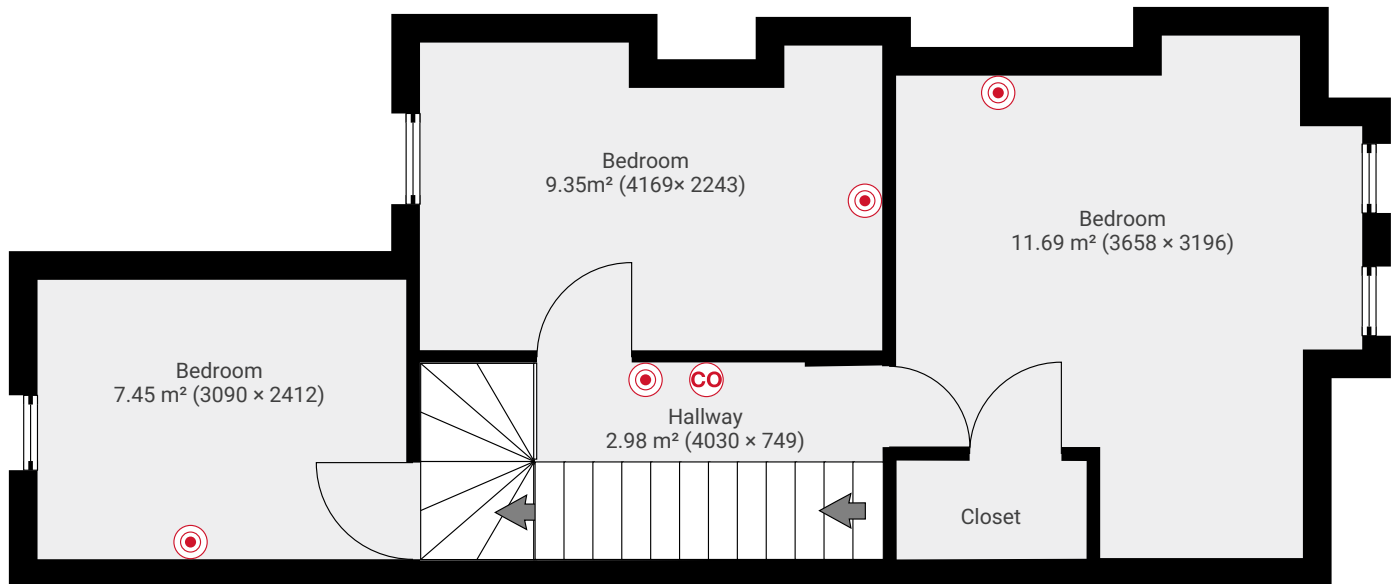 Bedroom
9.35m² (4169× 2243)
Bedroom
11.69 m² (3658 × 3196)
Bedroom
7.45 m² (3090 × 2412)
CO
Hallway
2.98 m² (4030 × 749)
Closet